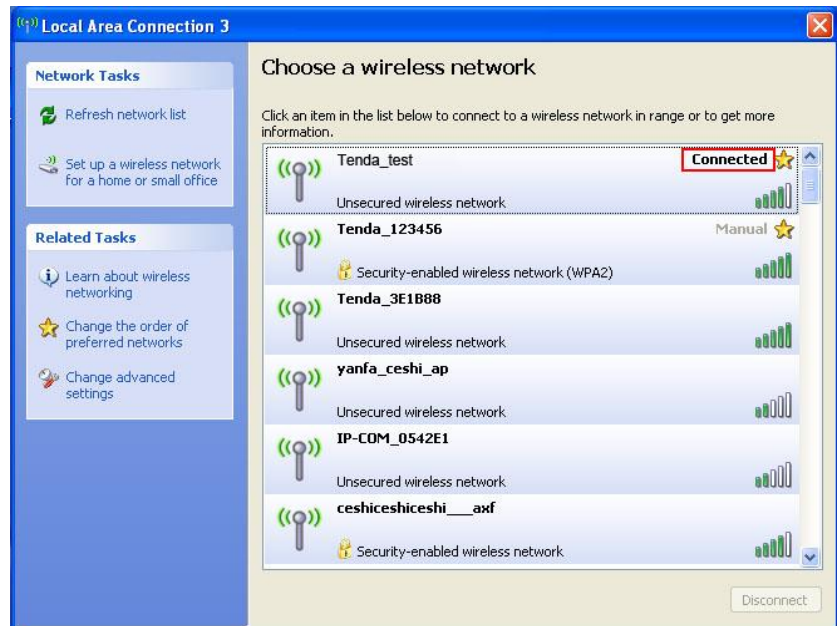 Local Area Connection 3
Network Tasks
Refresh network list
Set up a wireless network
for a home or small office
Related Tasks
Learn about wireless
networking
Change the order of
preferred networks
Change advanced
settings
Choose a wireless network
Click an item in the list below to connect to a wireless network in range or to get more
information.
Tenda_test Connected
Unsecured wireless network
Tenda_123456 Manual
Security-enabled wireless network (WPA2)
Tenda_3E1B88
Unsecured wireless network
yanfa_ceshi_ap
Unsecured wireless network
IP-COM_0542E1
Unsecured wireless network
ceshiceshiceshi___axf
Security-enabled wireless network
Disconnect